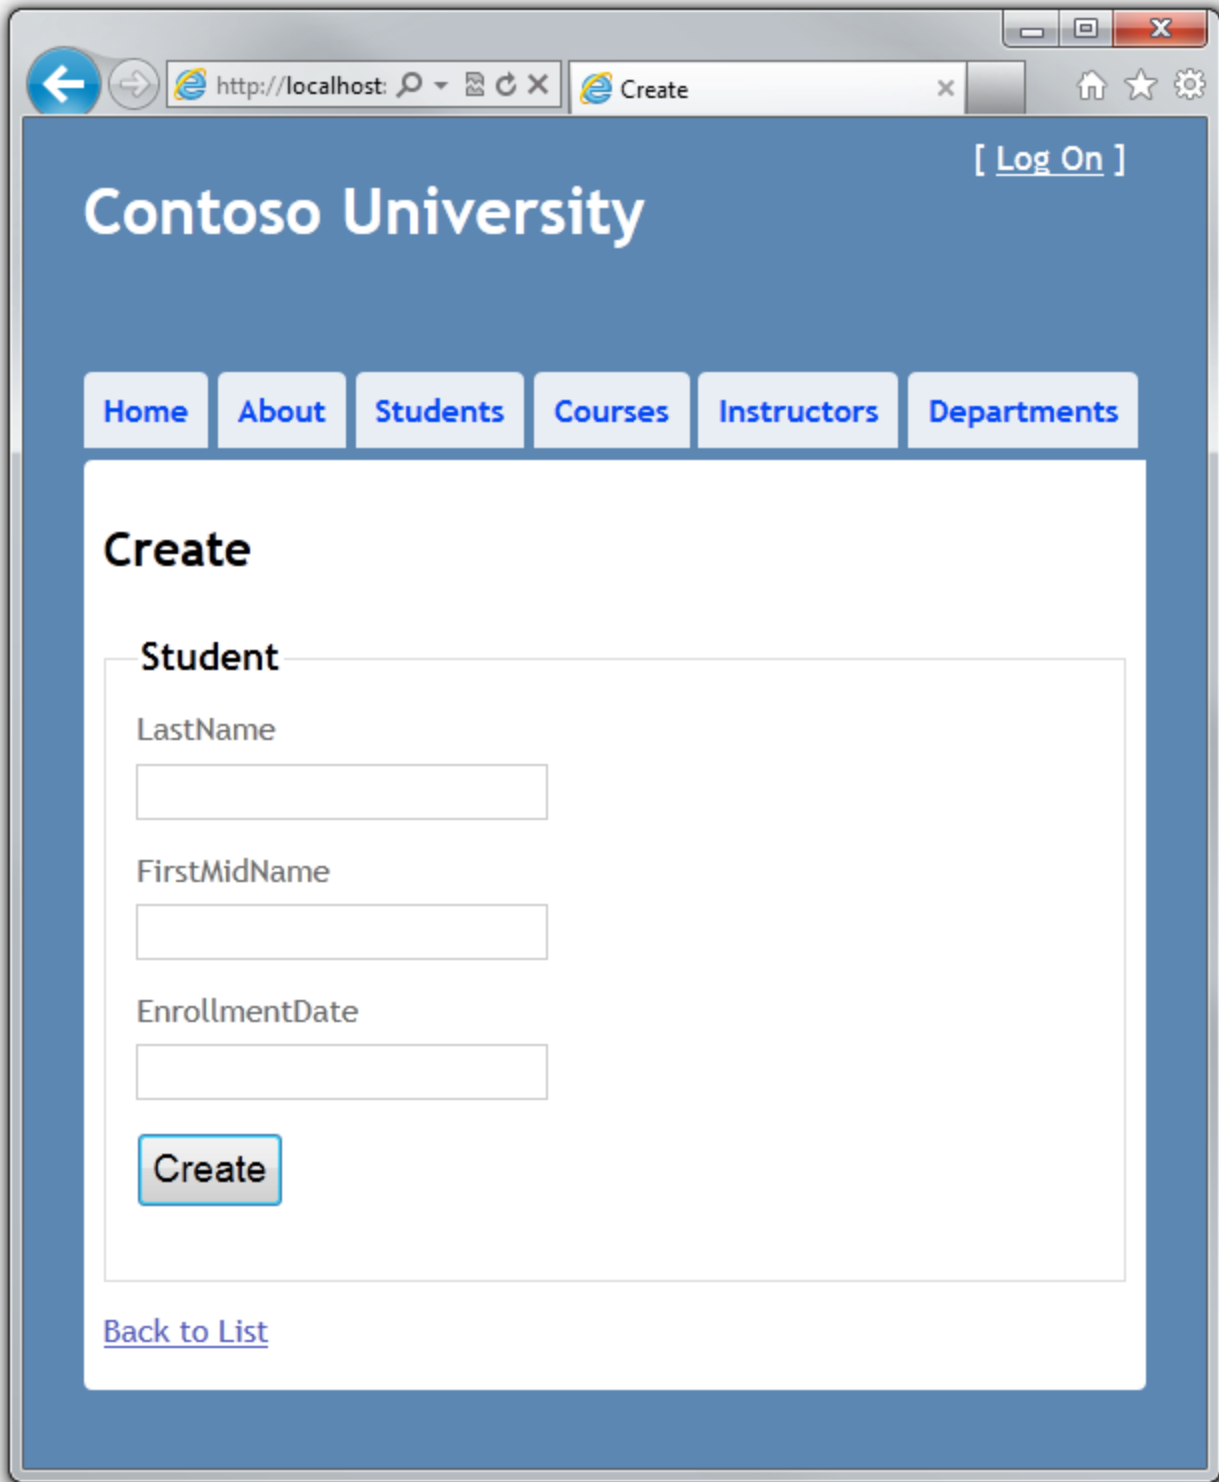 http://localhost:
Create
[ Log On ]
Contoso University
Home About Students Courses Instructors Departments
Create
Student
LastName
FirstMidName
EnrollmentDate
Create
Back to List